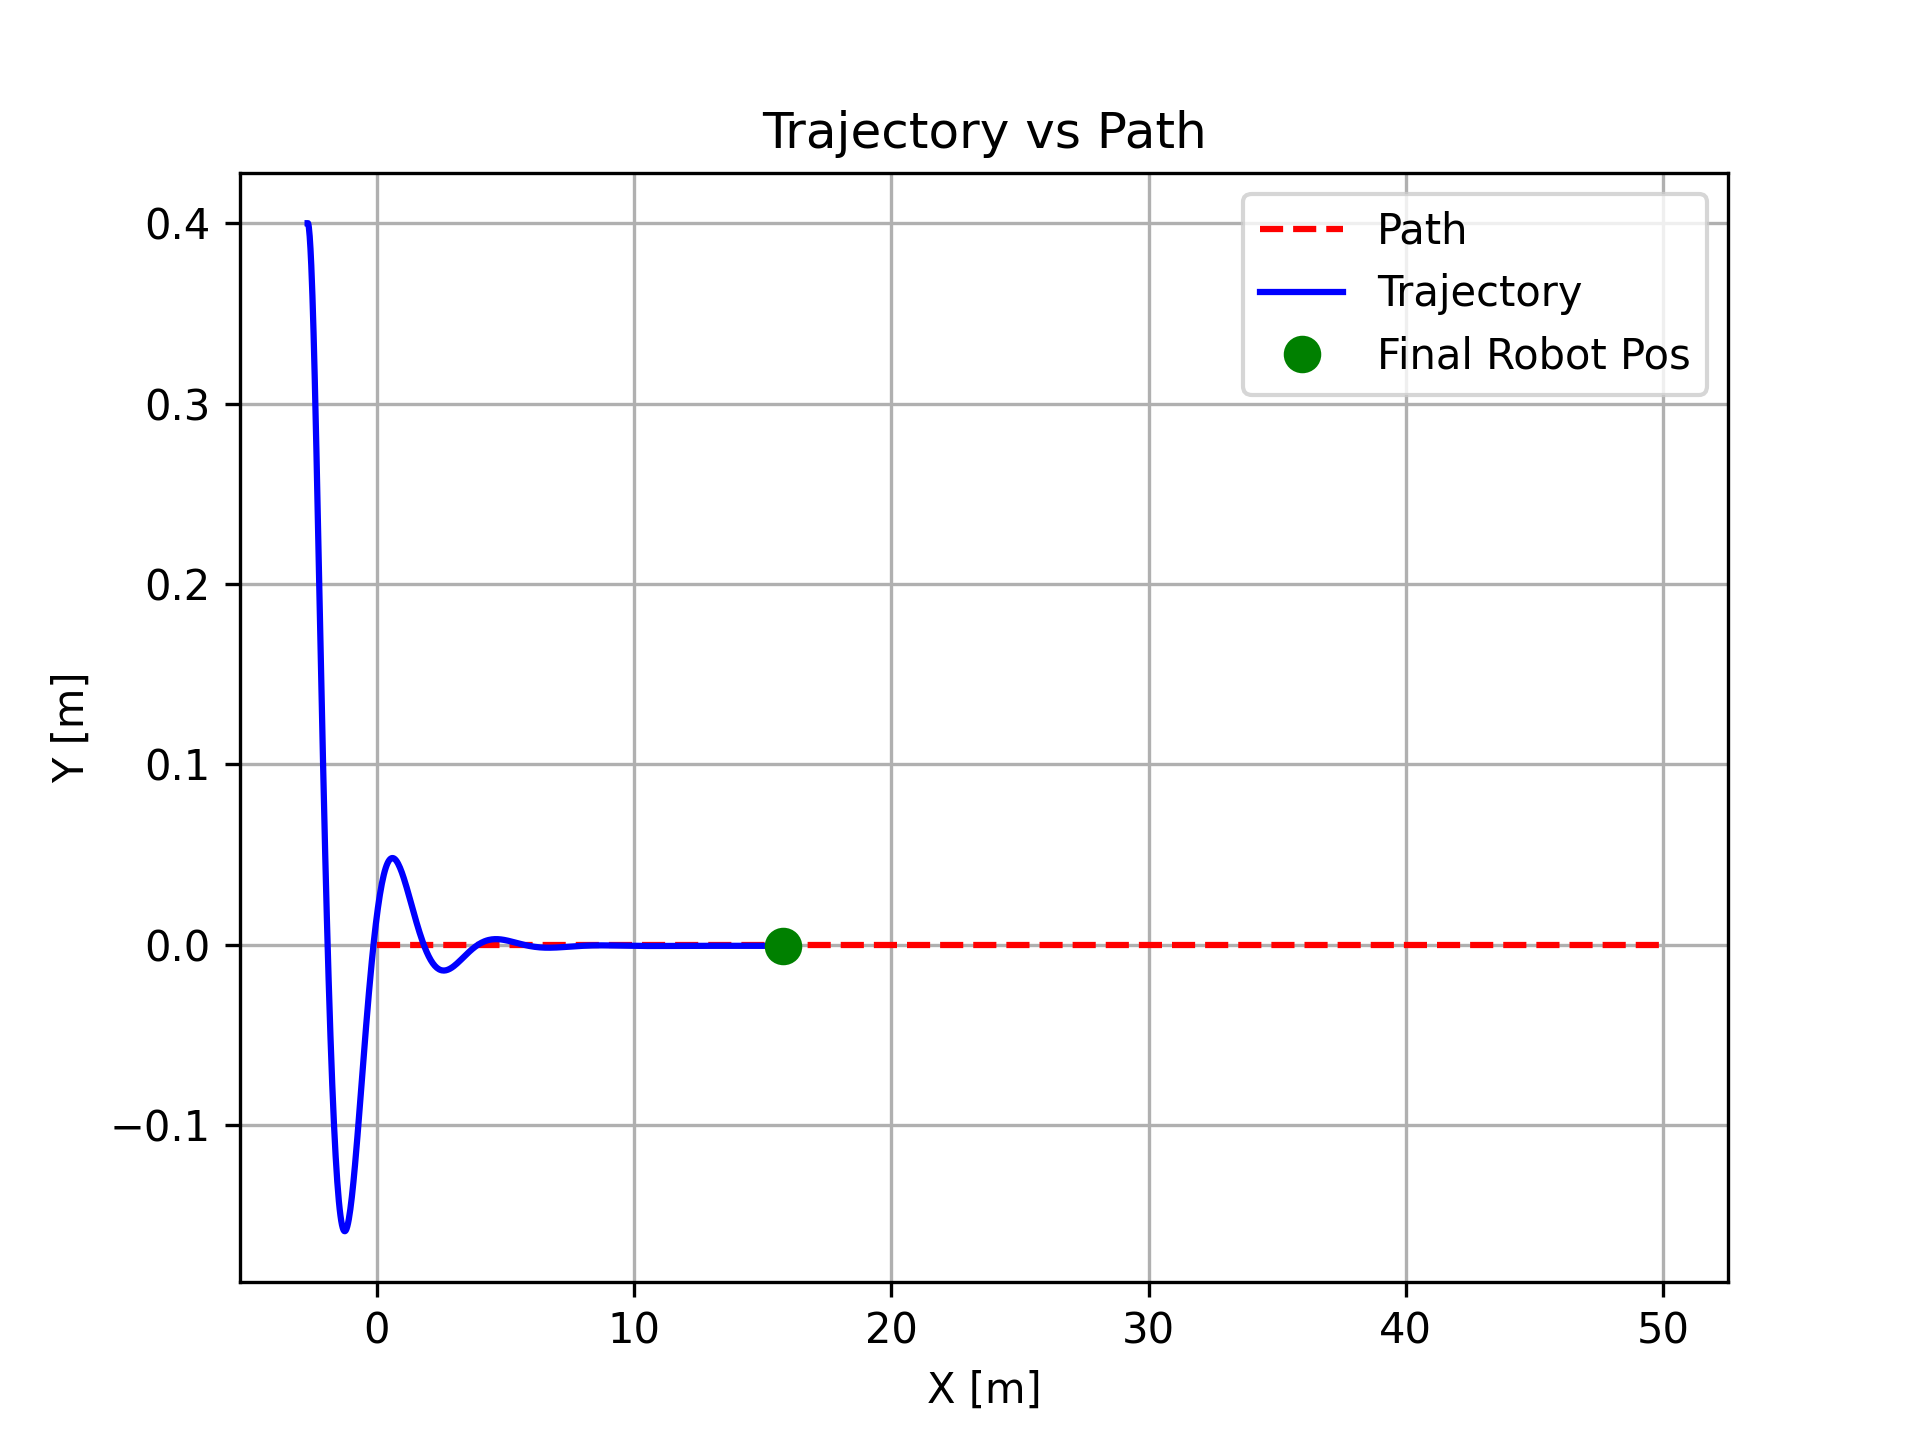 Trajectory vs Path
Path
Trajectory
Final Robot Pos
0.4
0.3
0.2
0.1
0.0
−0.1
Y [m]
0 10 20 30 40 50
X [m]